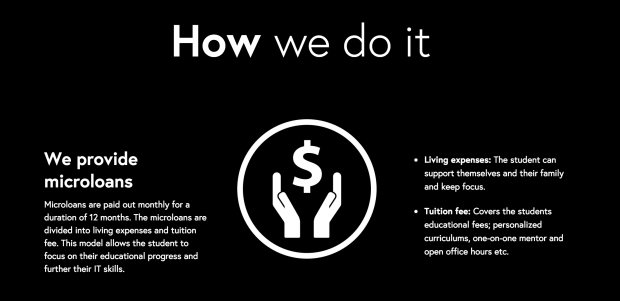 How we do it
We provide
microloans
Microloans are paid out monthly for a
duration of 12 months. The microloans are
divided into living expenses and tuition
fee. This model allows the student to
focus on their educational progress and
further their IT skills.
$
• Living expenses: The student can
support themselves and their family
and keep focus.
• Tuition fee: Covers the students
educational fees; personalized
curriculums, one-on-one mentor and
open office hours etc.